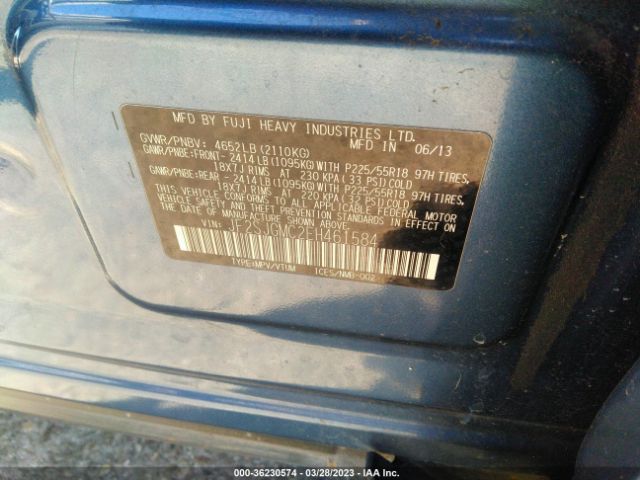 MFD BY FUJI HEAVY INDUSTRIES LTD.
GVWR/PNBV: 4652LB (2110KG) MFD IN 06/13
GAWR/PNBE:FRONT- 2414LB(1095KG)WITH P225/55R18 97H TIRES,
18X7J RIMS AT 230 KPA(33 PSI)COLD
GAWR/PNBE:REAR -2414LB(1095KG)WITH P225/55R18 97H TIRES,
18X7J RIMS AT 220 KPA(32 PSI)COLD
THIS VEHICLE CONFORMS TO ALL APPLICABLE FEDERAL MOTOR
VEHICLE SAFETY STANDARDS IN EFFECT ON
THE DATE OF MANUFACTURE SHOWN ABOVE.
VIN: JF2SJGMC2EH461584
TYPE:MPV/VTUM ICES/NMB-002
000-36230574 | 03/28/2023 — IAA Inc.